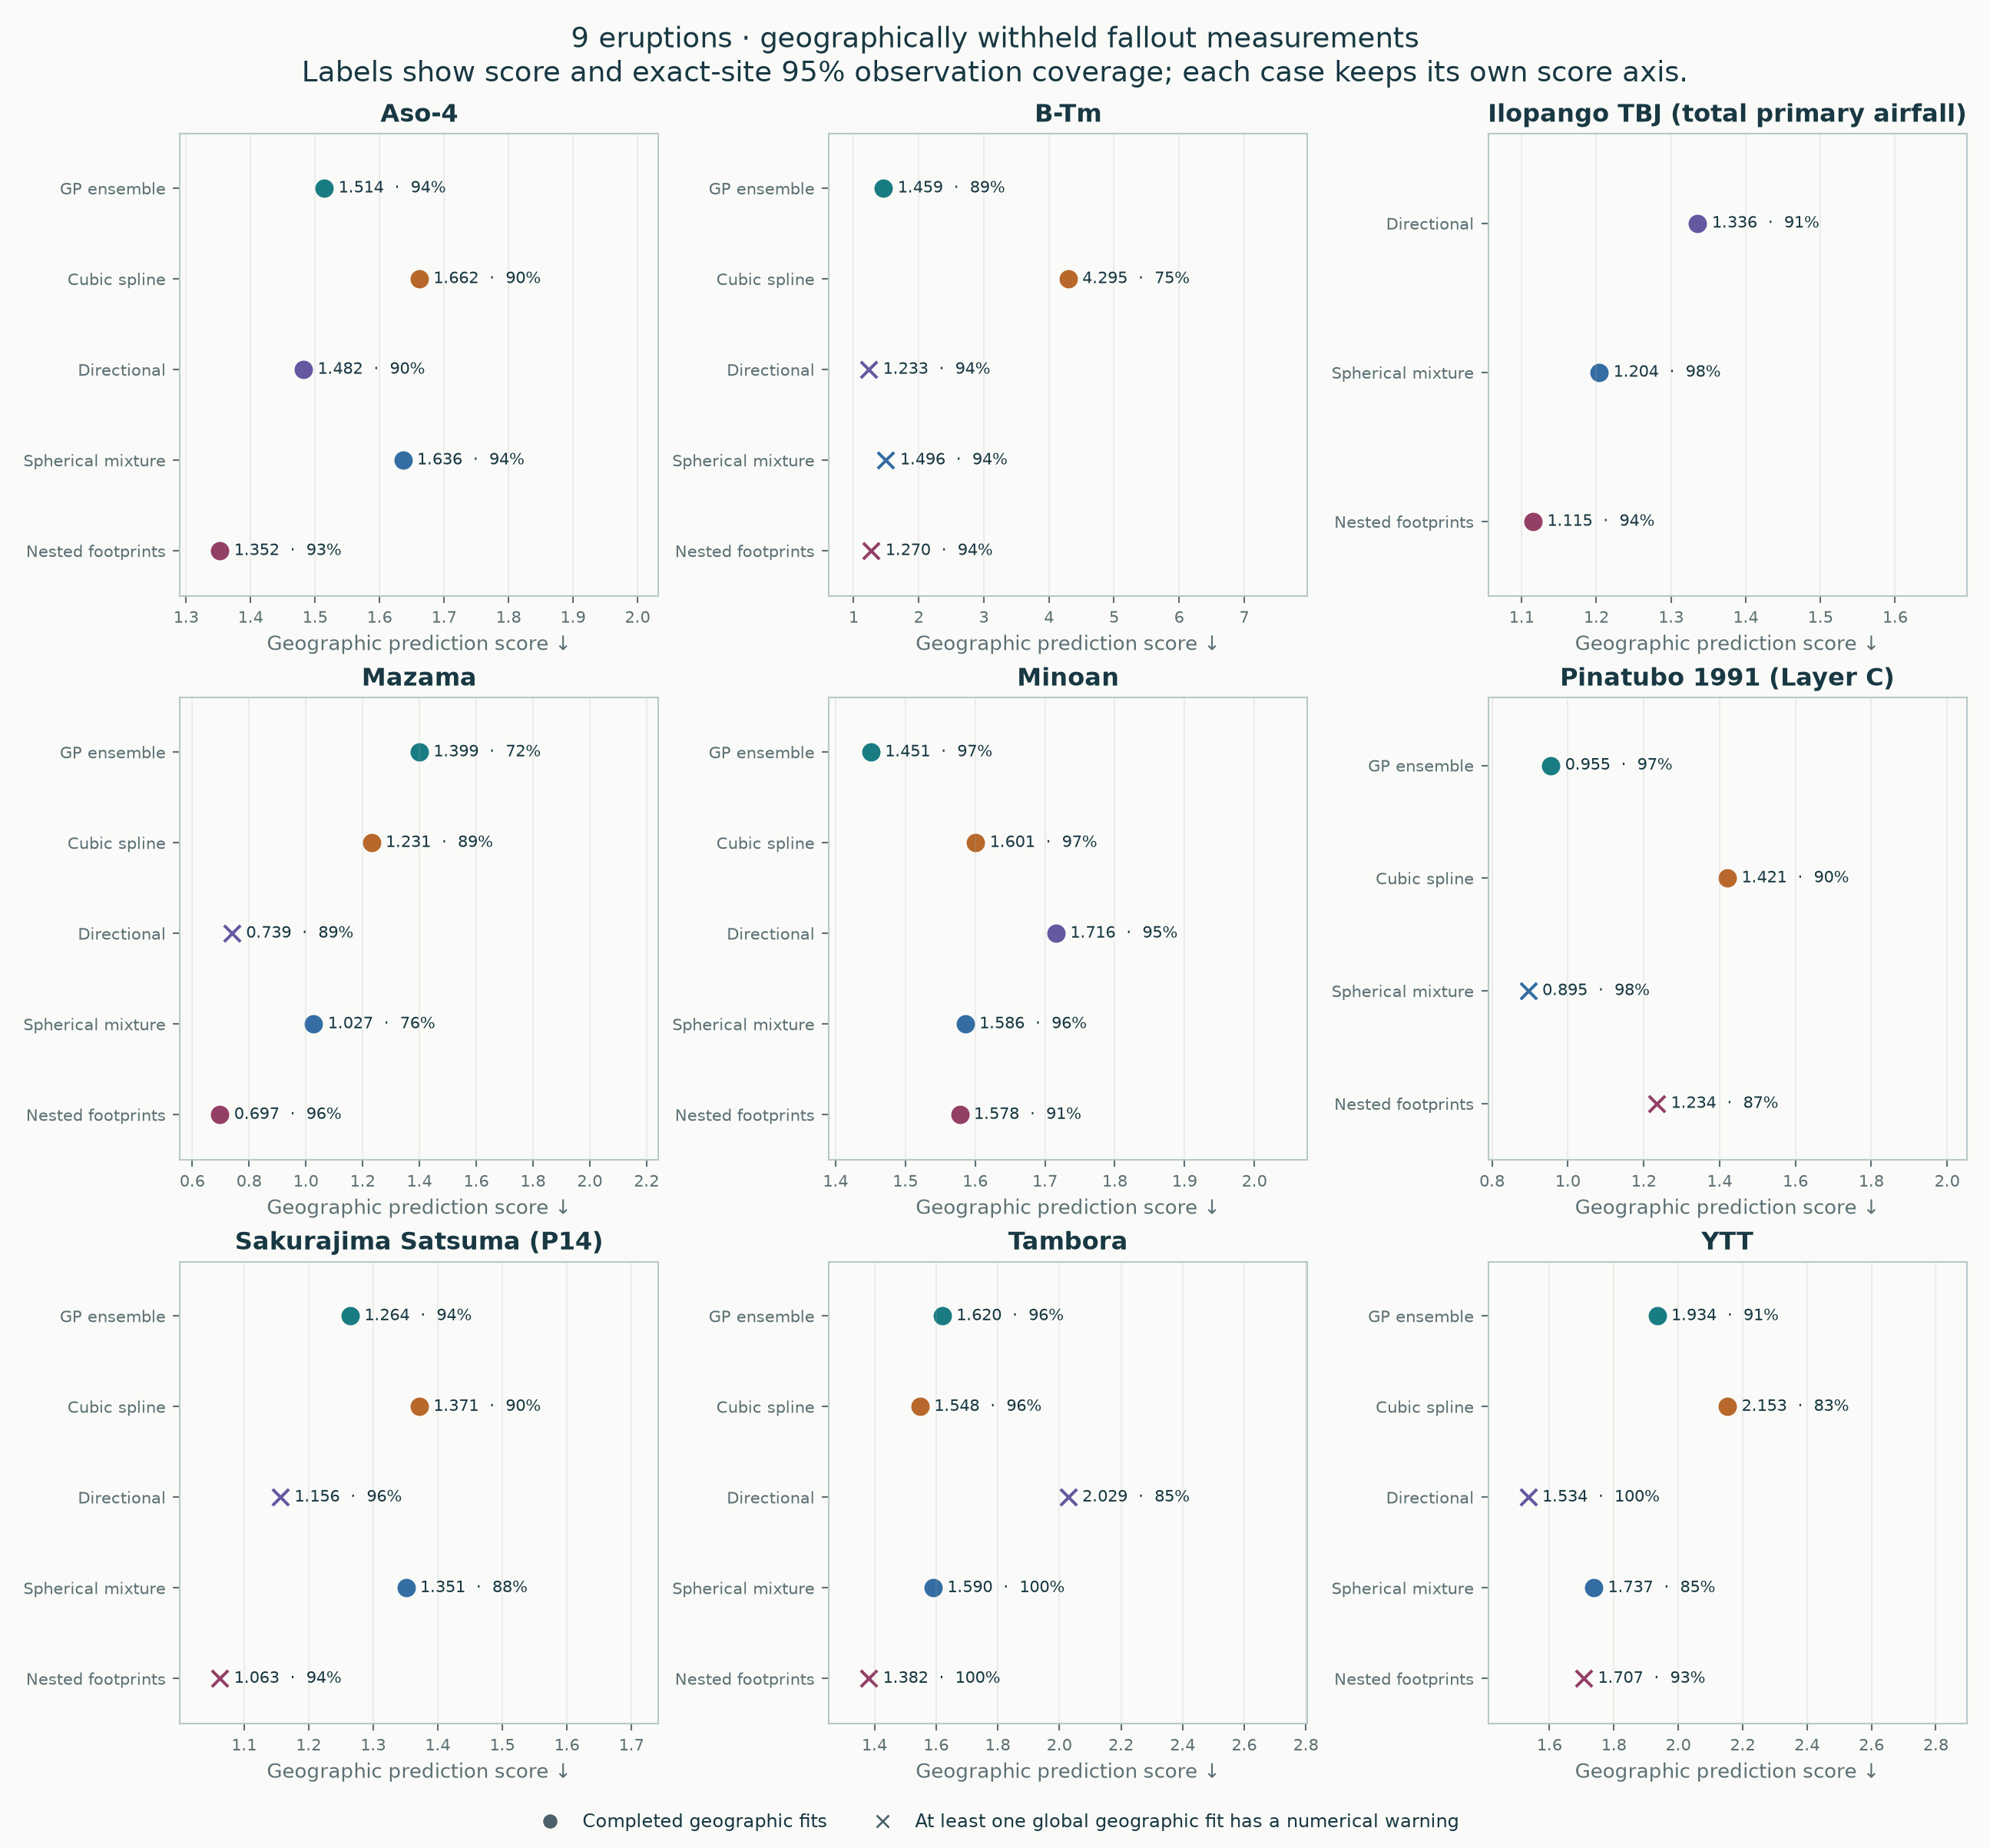 9 eruptions · geographically withheld fallout measurements
Labels show score and exact-site 95% observation coverage; each case keeps its own score axis.
Aso-4
GP ensemble
1.514 · 94%
Cubic spline
1.662 · 90%
Directional
1.482 · 90%
Spherical mixture
1.636 · 94%
Nested footprints
1.352 · 93%
1.3 1.4 1.5 1.6 1.7 1.8 1.9 2.0
Geographic prediction score ↓
B-Tm
GP ensemble
1.459 · 89%
Cubic spline
4.295 · 75%
Directional
1.233 · 94%
Spherical mixture
1.496 · 94%
Nested footprints
1.270 · 94%
1 2 3 4 5 6 7
Geographic prediction score ↓
Ilopango TBJ (total primary airfall)
Directional
1.336 · 91%
Spherical mixture
1.204 · 98%
Nested footprints
1.115 · 94%
1.1 1.2 1.3 1.4 1.5 1.6
Geographic prediction score ↓
Mazama
GP ensemble
1.399 · 72%
Cubic spline
1.231 · 89%
Directional
0.739 · 89%
Spherical mixture
1.027 · 76%
Nested footprints
0.697 · 96%
0.6 0.8 1.0 1.2 1.4 1.6 1.8 2.0 2.2
Geographic prediction score ↓
Minoan
GP ensemble
1.451 · 97%
Cubic spline
1.601 · 97%
Directional
1.716 · 95%
Spherical mixture
1.586 · 96%
Nested footprints
1.578 · 91%
1.4 1.5 1.6 1.7 1.8 1.9 2.0
Geographic prediction score ↓
Pinatubo 1991 (Layer C)
GP ensemble
0.955 · 97%
Cubic spline
1.421 · 90%
Spherical mixture
0.895 · 98%
Nested footprints
1.234 · 87%
0.8 1.0 1.2 1.4 1.6 1.8 2.0
Geographic prediction score ↓
Sakurajima Satsuma (P14)
GP ensemble
1.264 · 94%
Cubic spline
1.371 · 90%
Directional
1.156 · 96%
Spherical mixture
1.351 · 88%
Nested footprints
1.063 · 94%
1.1 1.2 1.3 1.4 1.5 1.6 1.7
Geographic prediction score ↓
Tambora
GP ensemble
1.620 · 96%
Cubic spline
1.548 · 96%
Directional
2.029 · 85%
Spherical mixture
1.590 · 100%
Nested footprints
1.382 · 100%
1.4 1.6 1.8 2.0 2.2 2.4 2.6 2.8
Geographic prediction score ↓
YTT
GP ensemble
1.934 · 91%
Cubic spline
2.153 · 83%
Directional
1.534 · 100%
Spherical mixture
1.737 · 85%
Nested footprints
1.707 · 93%
1.6 1.8 2.0 2.2 2.4 2.6 2.8
Geographic prediction score ↓
Completed geographic fits
At least one global geographic fit has a numerical warning